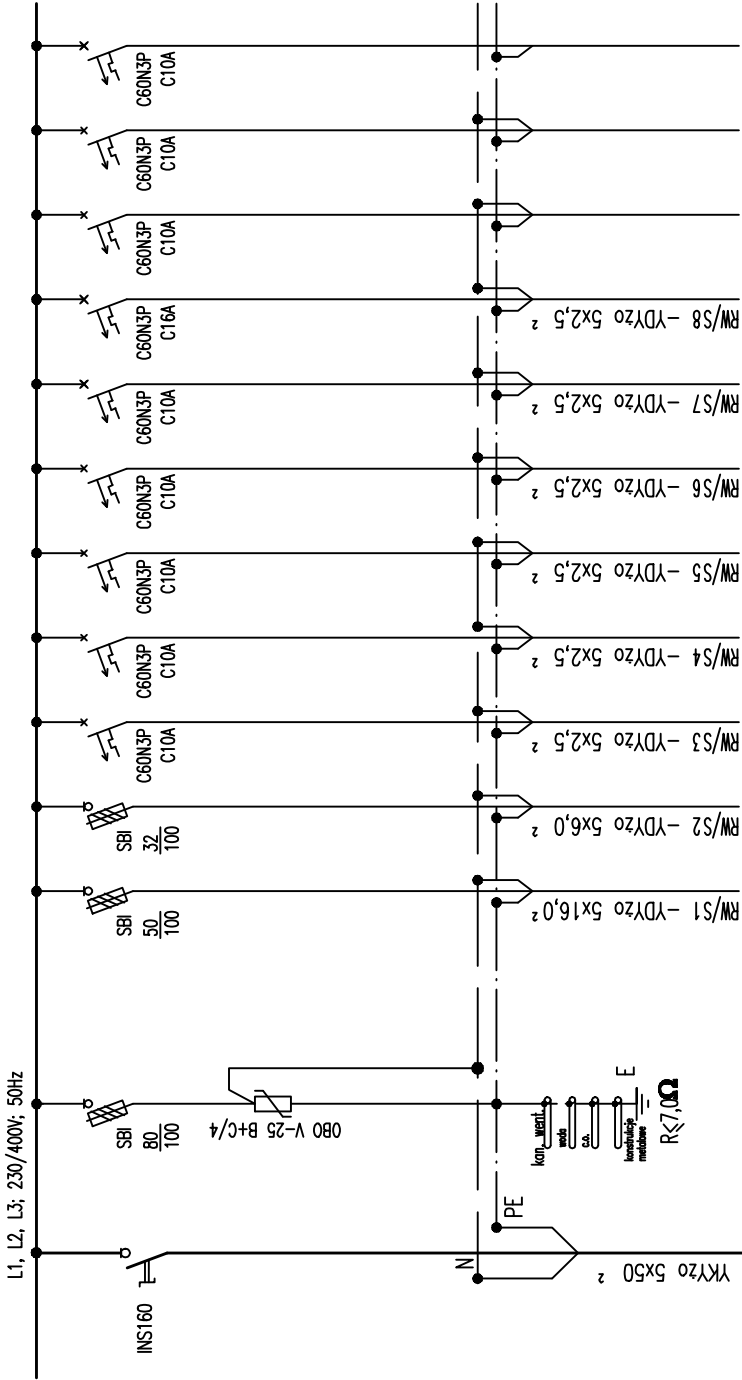 L1, L2, L3; 230/400V; 50Hz
INS160
SBI
80
100
SBI
50
100
SBI
32
100
C60N3P
C10A
C60N3P
C10A
C60N3P
C10A
C60N3P
C10A
C60N3P
C10A
C60N3P
C16A
C60N3P
C10A
C60N3P
C10A
C60N3P
C10A
OBO V-25 B+C/4
N
PE
kan. went.
woda
c.o.
konstrukcje
metalowe
E
R≤7,0Ω
YKYżo 5x50 ²
RW/S1 -YDYżo 5x16,0²
RW/S2 -YDYżo 5x6,0 ²
RW/S3 -YDYżo 5x2,5 ²
RW/S4 -YDYżo 5x2,5 ²
RW/S5 -YDYżo 5x2,5 ²
RW/S6 -YDYżo 5x2,5 ²
RW/S7 -YDYżo 5x2,5 ²
RW/S8 -YDYżo 5x2,5 ²